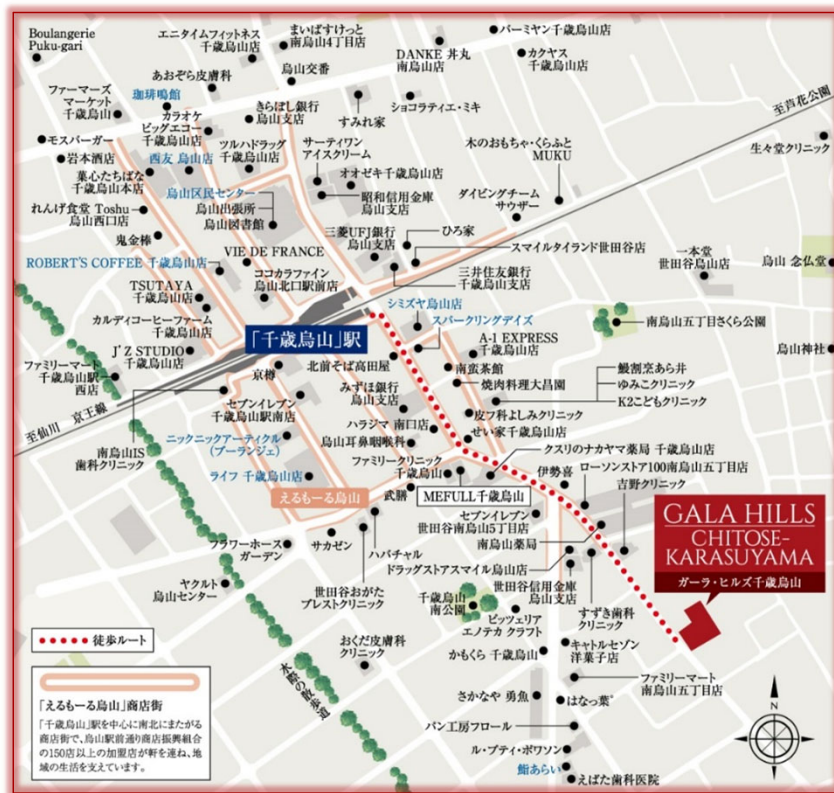 Boulangerie
Puku-gari
エニタイムフィットネス
千歳烏山店
まいばすけっと
南烏山4丁目店
バーミヤン千歳烏山店
DANKE 丼丸
南烏山店
カクヤス
千歳烏山店
あおぞら皮膚科
烏山交番
ファーマーズ
マーケット
千歳烏山
珈琲鳴館
カラオケ
ビッグエコー
千歳烏山店
きらぼし銀行
烏山支店
すみれ家
ショコラティエ・ミキ
至芦花公園
モスバーガー
岩本酒店
西友 烏山店
ツルハドラッグ
千歳烏山店
サーティワン
アイスクリーム
木のおもちゃ・くらふと
MUKU
生々堂クリニック
菓心たちばな
千歳烏山本店
オオゼキ千歳烏山店
烏山区民センター
烏山出張所
烏山図書館
昭和信用金庫
烏山支店
ダイビングチーム
サウザー
れんげ食堂 Toshu
烏山西口店
鬼金棒
三菱UFJ銀行
烏山支店
ひろ家
スマイルタイランド世田谷店
一本堂
世田谷烏山店
烏山 念仏堂
VIE DE FRANCE
ROBERT'S COFFEE 千歳烏山店
ココカラファイン
烏山北口駅前店
三井住友銀行
千歳烏山支店
TSUTAYA
千歳烏山店
カルディコーヒーファーム
千歳烏山店
シミズヤ烏山店
スパークリングデイズ
南烏山五丁目さくら公園
「千歳烏山」駅
J'Z STUDIO
千歳烏山店
A-1 EXPRESS
千歳烏山店
烏山神社
ファミリーマート
千歳烏山駅
西店
京樽
北前そば高田屋
南蛮茶館
焼肉料理大昌園
鰻割烹あら井
ゆみこクリニック
K2こどもクリニック
セブンイレブン
千歳烏山駅南店
みずほ銀行
烏山支店
至仙川
京王線
南烏山IS
歯科クリニック
ニックニックアーティクル
(ブーランジェ)
ハラジマ 南口店
烏山耳鼻咽喉科
皮フ科よしみクリニック
せい家千歳烏山店
ファミリークリニック
千歳烏山
クスリのナカヤマ薬局 千歳烏山店
ライフ 千歳烏山店
伊勢喜
ローソンストア100南烏山五丁目店
吉野クリニック
えるもーる烏山
武膳
MEFULL千歳烏山
セブンイレブン
世田谷南烏山5丁目店
南烏山薬局
GALA HILLS
CHITOSE-
KARASUYAMA
ガーラ・ヒルズ千歳烏山
フラワーホース
ガーデン
サカゼン
ハバチャル
ドラッグストアスマイル烏山店
世田谷信用金庫
烏山支店
ヤクルト
烏山センター
世田谷おがた
ブレストクリニック
千歳烏山
南公園
すずき歯科
クリニック
ピッツェリア
エノテカ クラフト
徒歩ルート
おくだ皮膚科
クリニック
かもくら 千歳烏山
キャトルセゾン
洋菓子店
ファミリーマート
南烏山五丁目店
水際の散歩道
さかなや 勇魚
はなっ葉°
「えるもーる烏山」商店街
「千歳烏山」駅を中心に南北にまたがる
商店街で、烏山駅前通り商店振興組合
の150店以上の加盟店が軒を連ね、地
域の生活を支えています。
パン工房フロール
ル・プティ・ポワソン
鮨あらい
えばた歯科医院
N